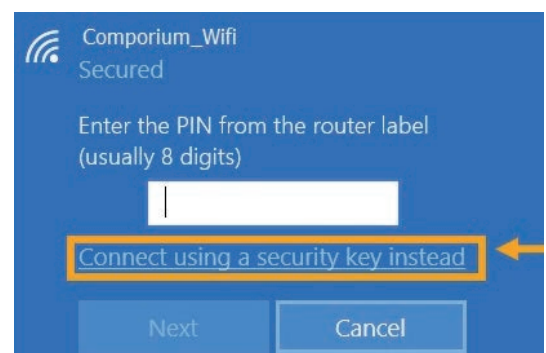 Comporium_Wifi
Secured
Enter the PIN from the router label
(usually 8 digits)
Connect using a security key instead
Next
Cancel